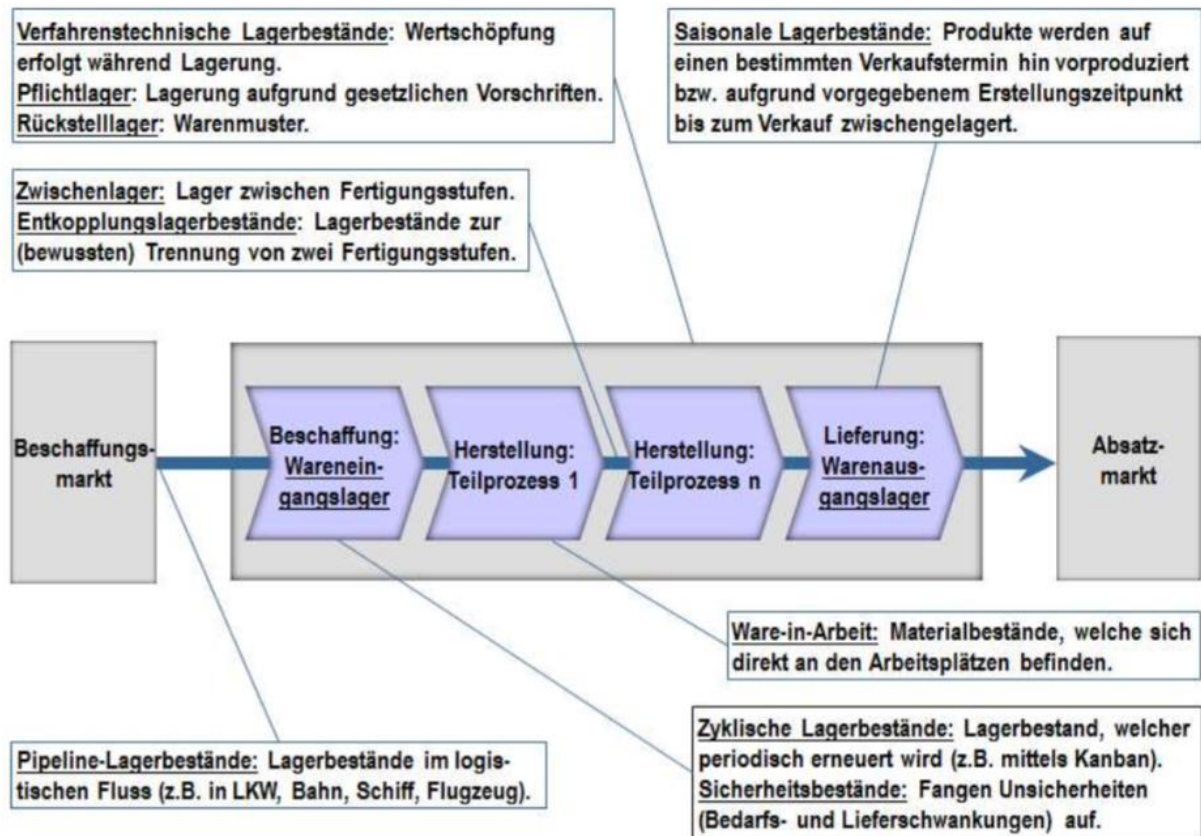 Verfahrenstechnische Lagerbestände: Wertschöpfung
erfolgt während Lagerung.
Pflichtlager: Lagerung aufgrund gesetzlichen Vorschriften.
Rückstelllager: Warenmuster.
Saisonale Lagerbestände: Produkte werden auf
einen bestimmten Verkaufstermin hin vorproduziert
bzw. aufgrund vorgegebenem Erstellungszeitpunkt
bis zum Verkauf zwischengelagert.
Zwischenlager: Lager zwischen Fertigungsstufen.
Entkopplungslagerbestände: Lagerbestände zur
(bewussten) Trennung von zwei Fertigungsstufen.
Beschaffungs-
markt
Beschaffung:
Warenein-
gangslager
Herstellung:
Teilprozess 1
Herstellung:
Teilprozess n
Lieferung:
Warenaus-
gangslager
Absatz-
markt
Ware-in-Arbeit: Materialbestände, welche sich
direkt an den Arbeitsplätzen befinden.
Pipeline-Lagerbestände: Lagerbestände im logis-
tischen Fluss (z.B. in LKW, Bahn, Schiff, Flugzeug).
Zyklische Lagerbestände: Lagerbestand, welcher
periodisch erneuert wird (z.B. mittels Kanban).
Sicherheitsbestände: Fangen Unsicherheiten
(Bedarfs- und Lieferschwankungen) auf.